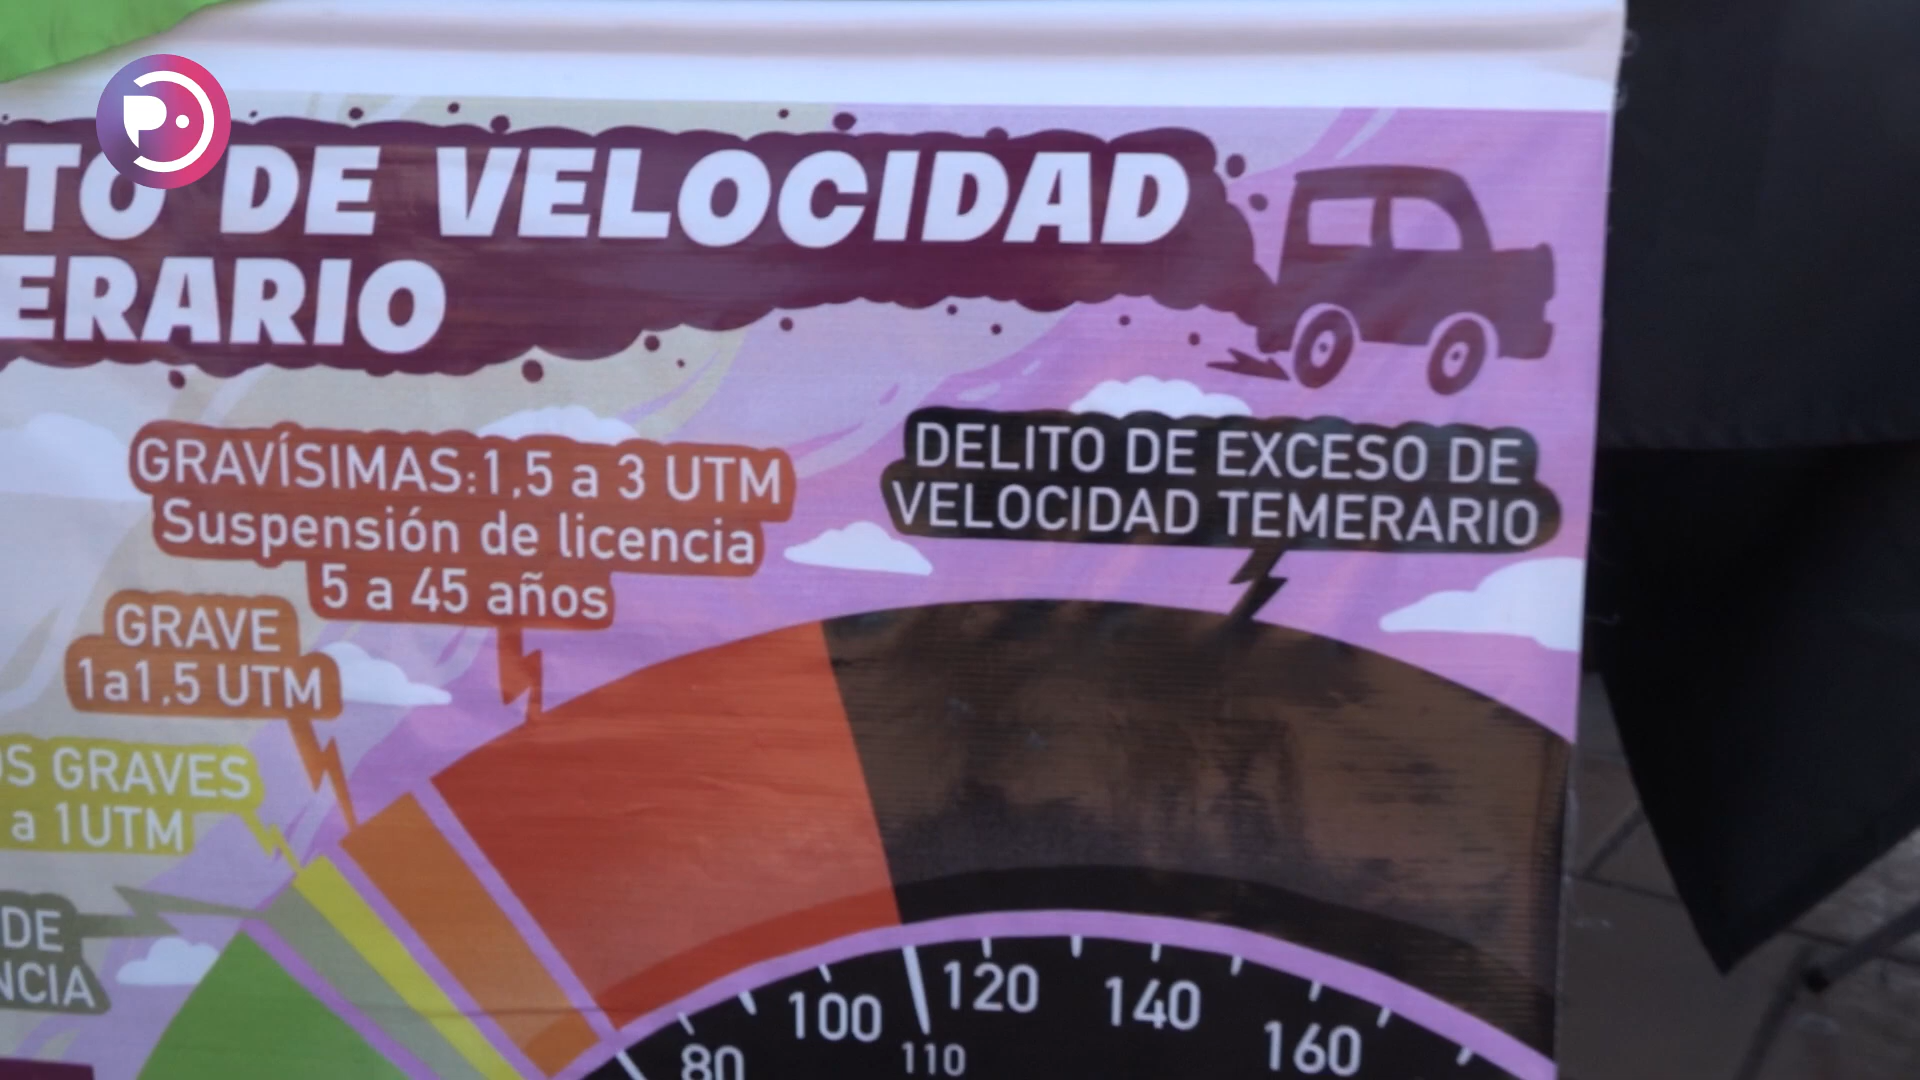 TO DE VELOCIDAD
ERARIO
GRAVÍSIMAS:1,5 a 3 UTM
Suspensión de licencia
5 a 45 años
DELITO DE EXCESO DE
VELOCIDAD TEMERARIO
GRAVE
1a1,5 UTM
OS GRAVES
a 1UTM
DE
NCIA
80
100
110
120
140
160